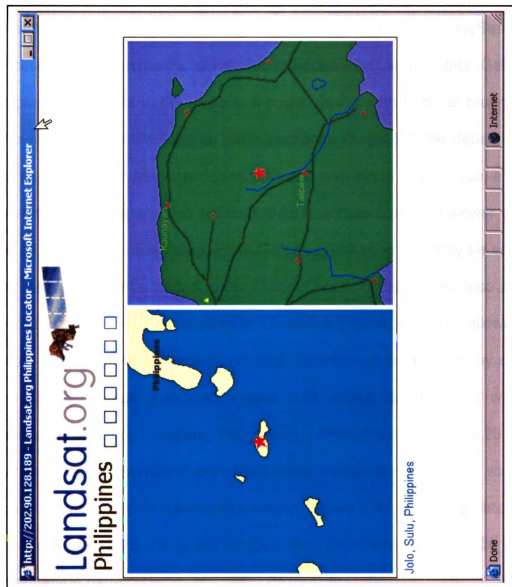 http://202.90.128.189 - Landsat.org Philippines Locator - Microsoft Internet Explorer
Landsat.org
Philippines
Philippines
Jolo, Sulu, Philippines
Done
Internet